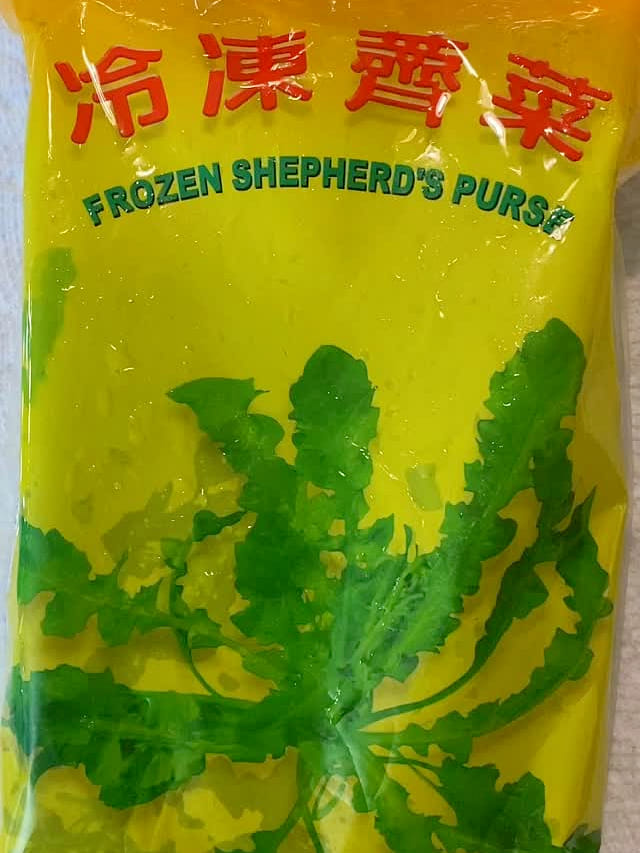 冷凍薺菜
FROZEN SHEPHERD'S PURSE